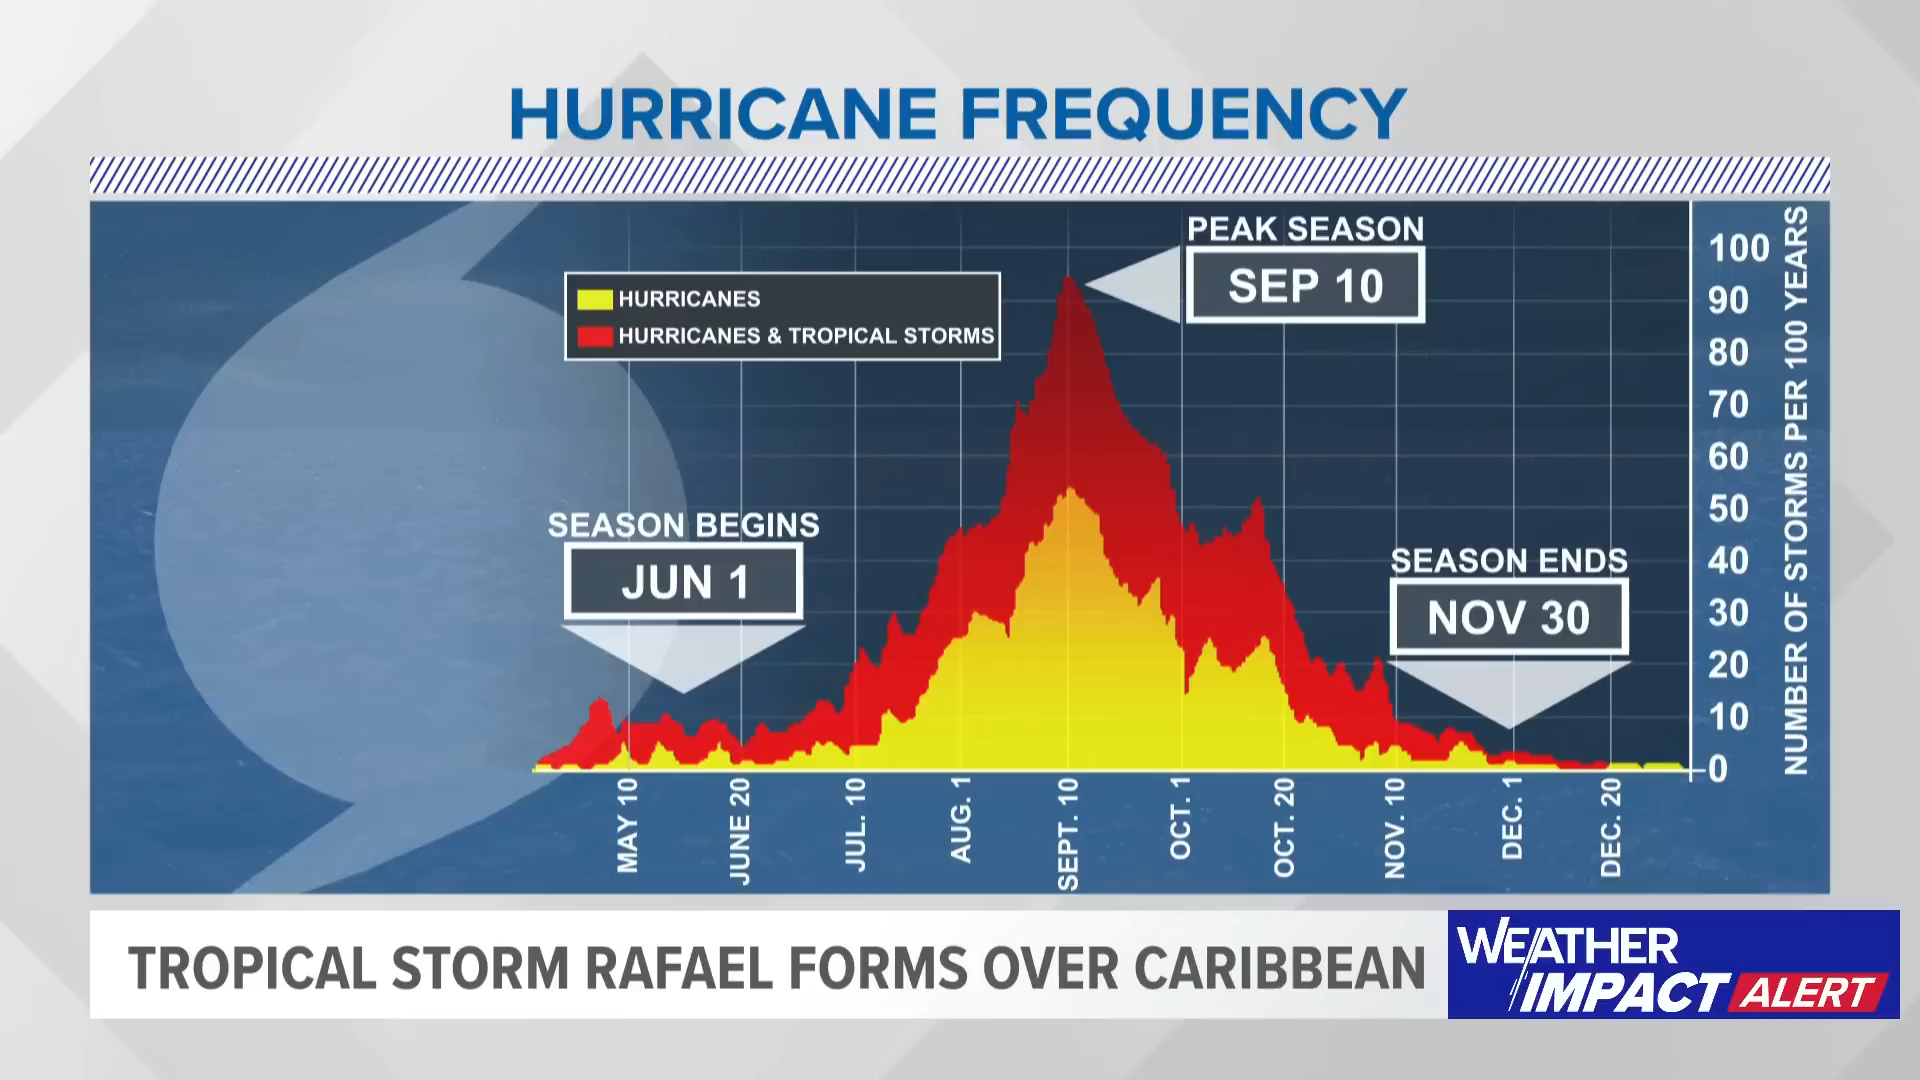 HURRICANE FREQUENCY
HURRICANES
HURRICANES & TROPICAL STORMS
PEAK SEASON
SEP 10
SEASON BEGINS
JUN 1
SEASON ENDS
NOV 30
100
90
80
70
60
50
40
30
20
10
0
NUMBER OF STORMS PER 100 YEARS
MAY 10
JUNE 20
JUL. 10
AUG. 1
SEPT. 10
OCT. 1
OCT. 20
NOV. 10
DEC. 1
DEC. 20
TROPICAL STORM RAFAEL FORMS OVER CARIBBEAN
WEATHER
IMPACT ALERT